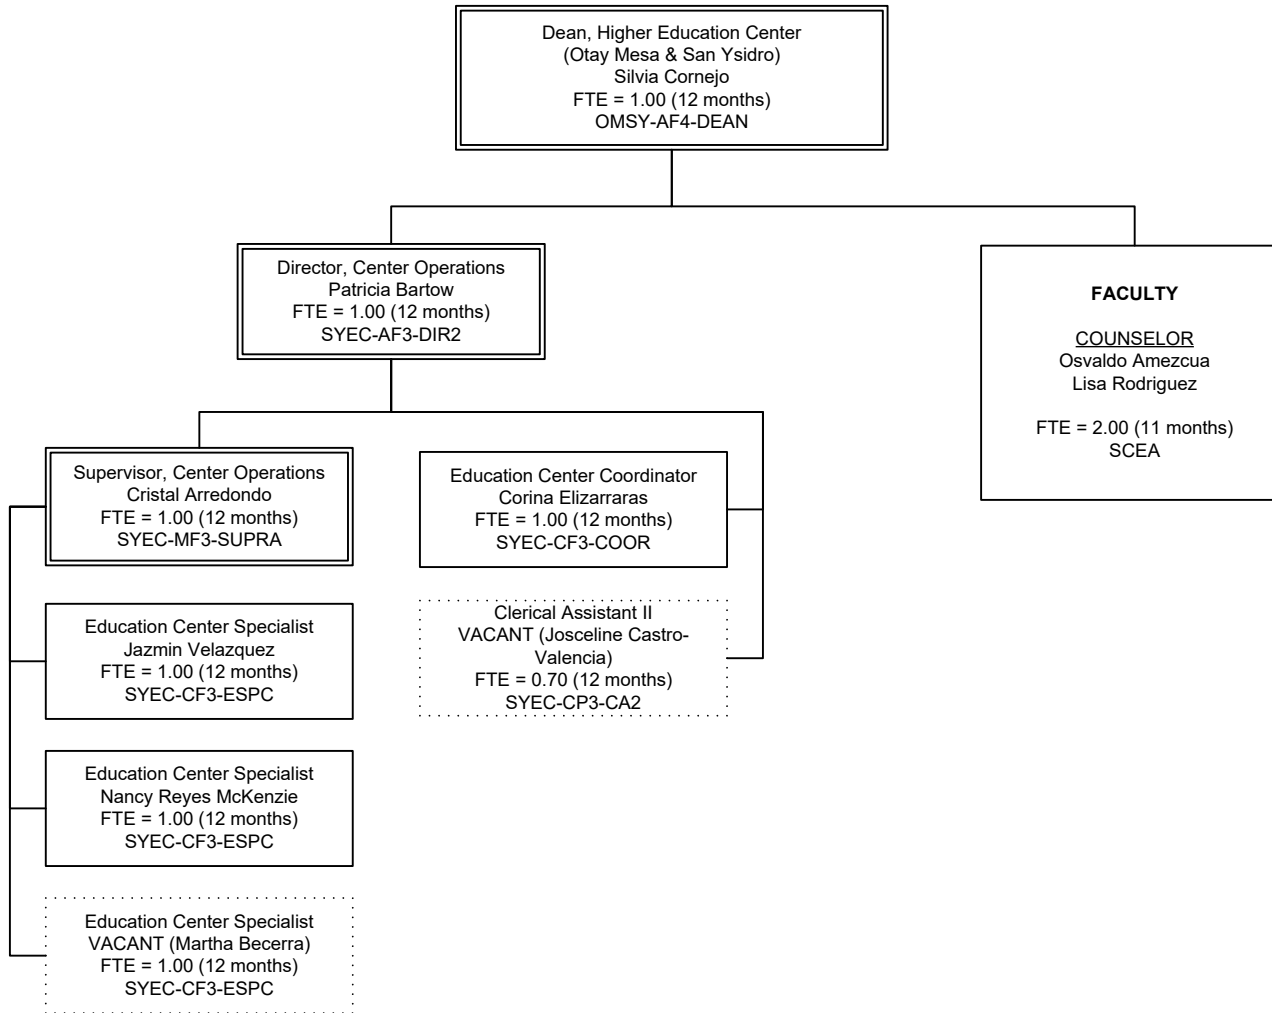 Dean, Higher Education Center
(Otay Mesa & San Ysidro)
Silvia Cornejo
FTE = 1.00 (12 months)
OMSY-AF4-DEAN
Director, Center Operations
Patricia Bartow
FTE = 1.00 (12 months)
SYEC-AF3-DIR2
FACULTY
COUNSELOR
Osvaldo Amezcua
Lisa Rodriguez
FTE = 2.00 (11 months)
SCEA
Supervisor, Center Operations
Cristal Arredondo
FTE = 1.00 (12 months)
SYEC-MF3-SUPRA
Education Center Coordinator
Corina Elizarraras
FTE = 1.00 (12 months)
SYEC-CF3-COOR
Education Center Specialist
Jazmin Velazquez
FTE = 1.00 (12 months)
SYEC-CF3-ESPC
Clerical Assistant II
VACANT (Josceline Castro-
Valencia)
FTE = 0.70 (12 months)
SYEC-CP3-CA2
Education Center Specialist
Nancy Reyes McKenzie
FTE = 1.00 (12 months)
SYEC-CF3-ESPC
Education Center Specialist
VACANT (Martha Becerra)
FTE = 1.00 (12 months)
SYEC-CF3-ESPC